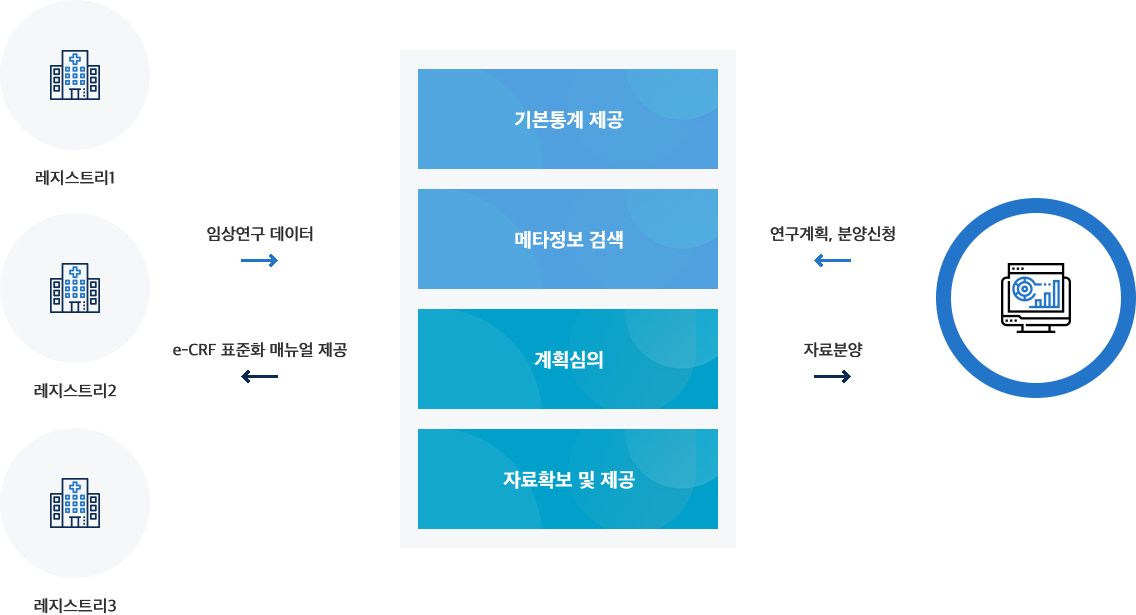 레지스트리1
레지스트리2
레지스트리3
임상연구 데이터
e-CRF 표준화 매뉴얼 제공
기본통계 제공
메타정보 검색
계획심의
자료확보 및 제공
연구계획, 분양신청
자료분양